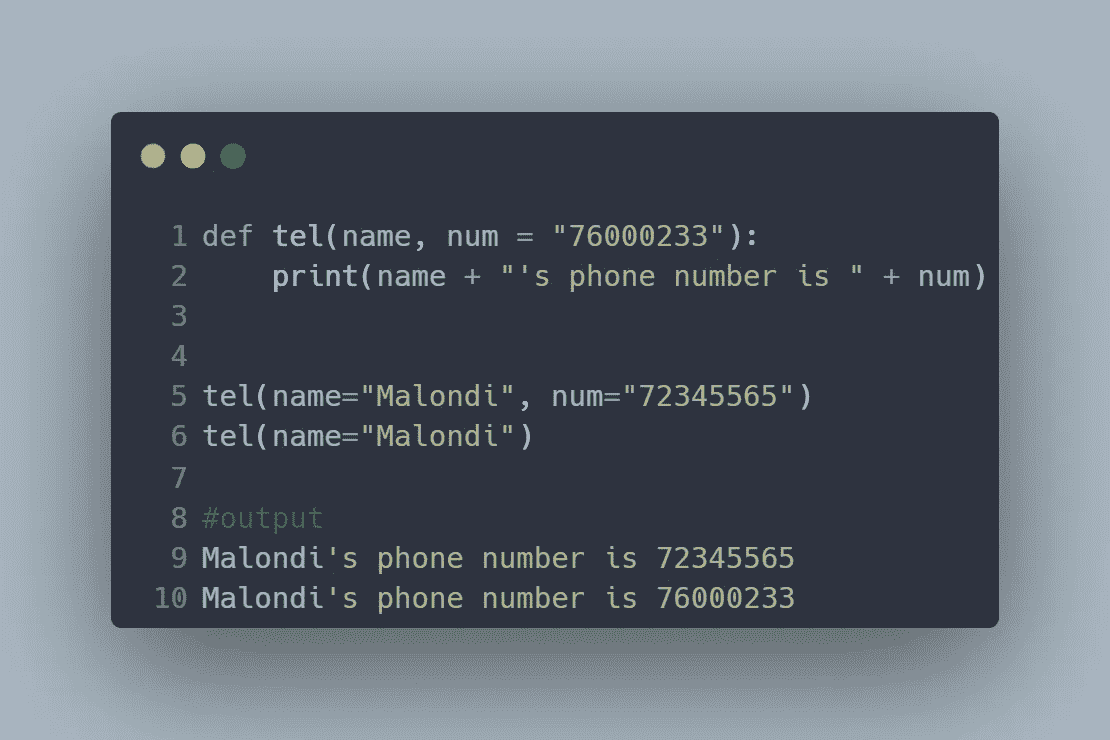 1 def tel(name, num = "76000233"):
2     print(name + "'s phone number is " + num)
3
4
5 tel(name="Malondi", num="72345565")
6 tel(name="Malondi")
7
8 #output
9 Malondi's phone number is 72345565
10 Malondi's phone number is 76000233